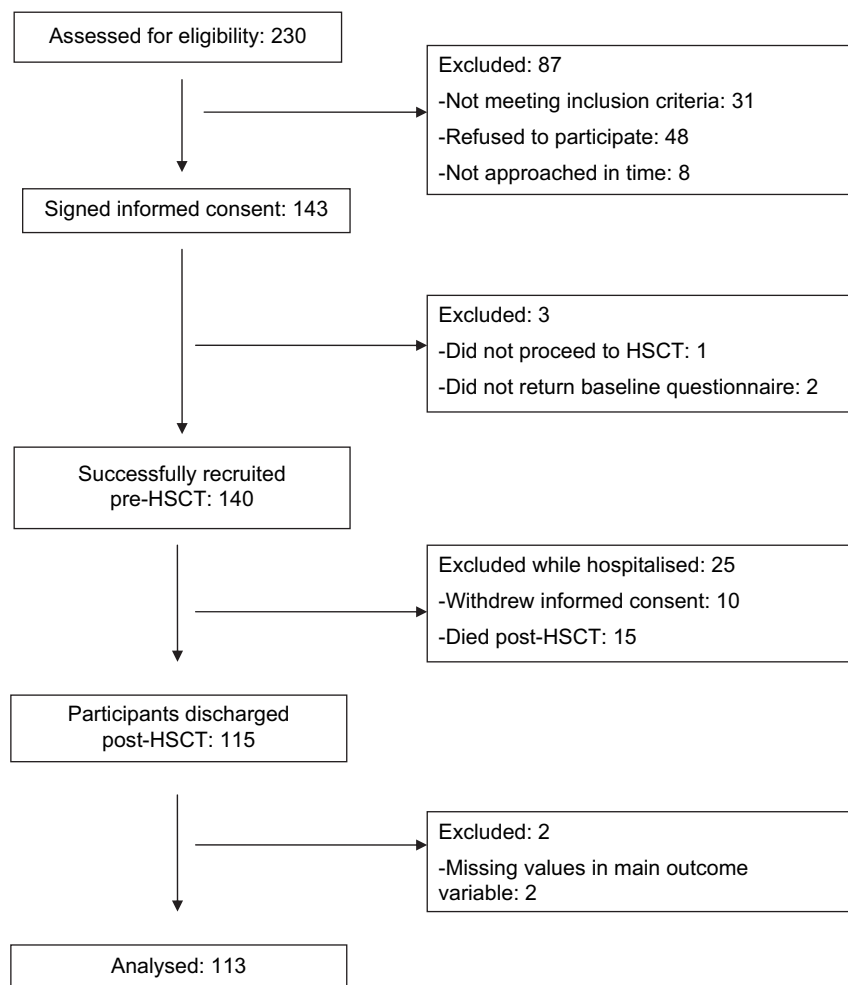 Assessed for eligibility: 230
Excluded: 87
-Not meeting inclusion criteria: 31
-Refused to participate: 48
-Not approached in time: 8
Signed informed consent: 143
Excluded: 3
-Did not proceed to HSCT: 1
-Did not return baseline questionnaire: 2
Successfully recruited
pre-HSCT: 140
Excluded while hospitalised: 25
-Withdrew informed consent: 10
-Died post-HSCT: 15
Participants discharged
post-HSCT: 115
Excluded: 2
-Missing values in main outcome
variable: 2
Analysed: 113